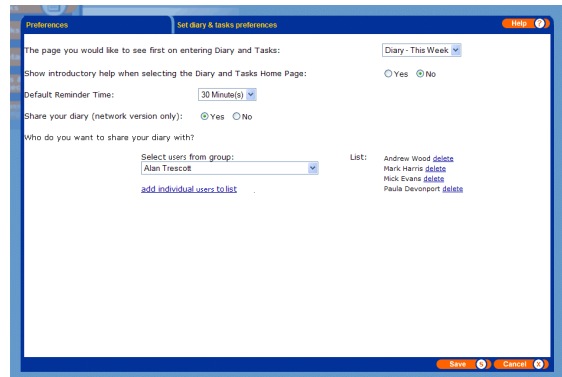 Preferences Set diary & tasks preferences Help ?
The page you would like to see first on entering Diary and Tasks: Diary - This Week
Show introductory help when selecting the Diary and Tasks Home Page: Yes No
Default Reminder Time: 30 Minute(s)
Share your diary (network version only): Yes No
Who do you want to share your diary with?
Select users from group: List: Andrew Wood delete
Alan Trescott Mark Harris delete
Mick Evans delete
add individual users to list . Paula Devonport delete
Save Cancel